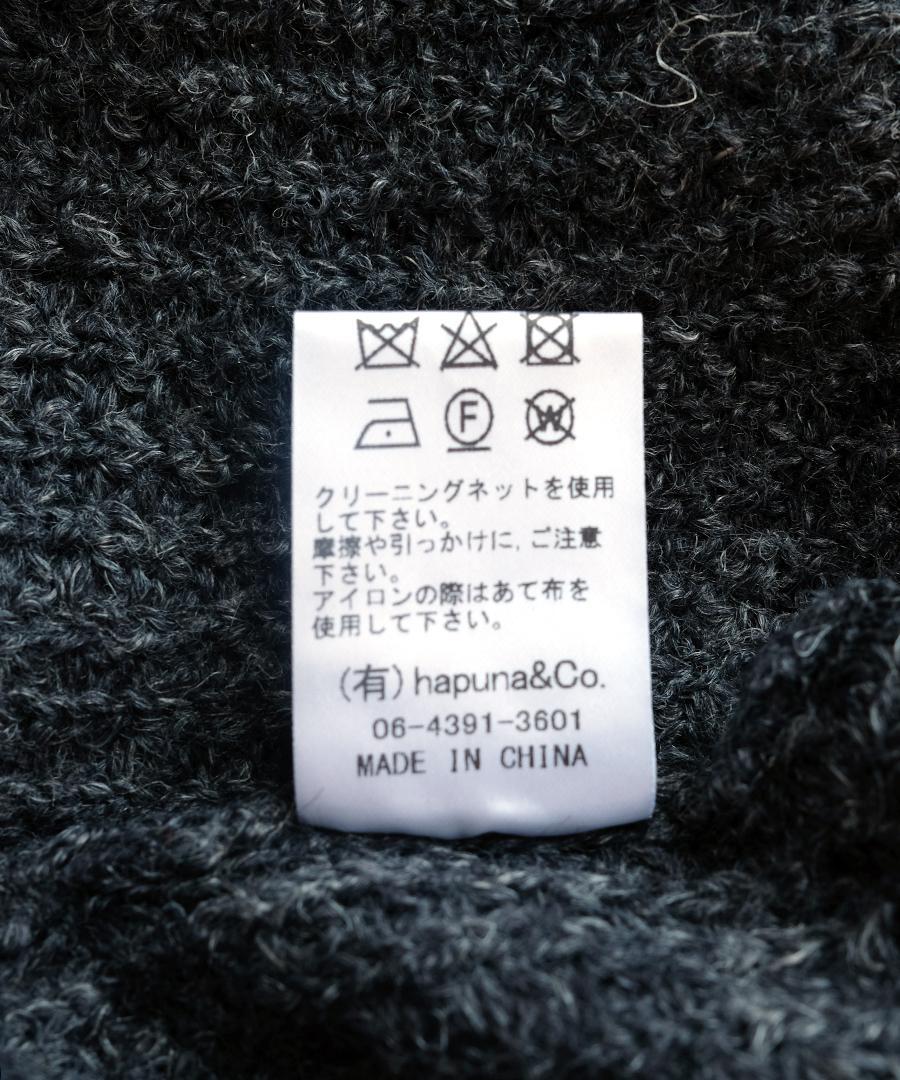 F W
クリーニングネットを使用
して下さい。
摩擦や引っかけに, ご注意
下さい。
アイロンの際はあて布を
使用して下さい。
(有)hapuna&Co.
06-4391-3601
MADE IN CHINA